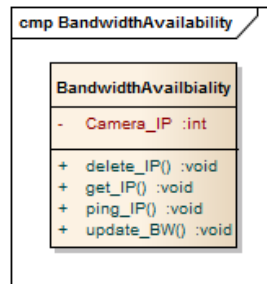 cmp BandwidthAvailability
BandwidthAvailbiality
- Camera_IP :int
+ delete_IP() :void
+ get_IP() :void
+ ping_IP() :void
+ update_BW() :void